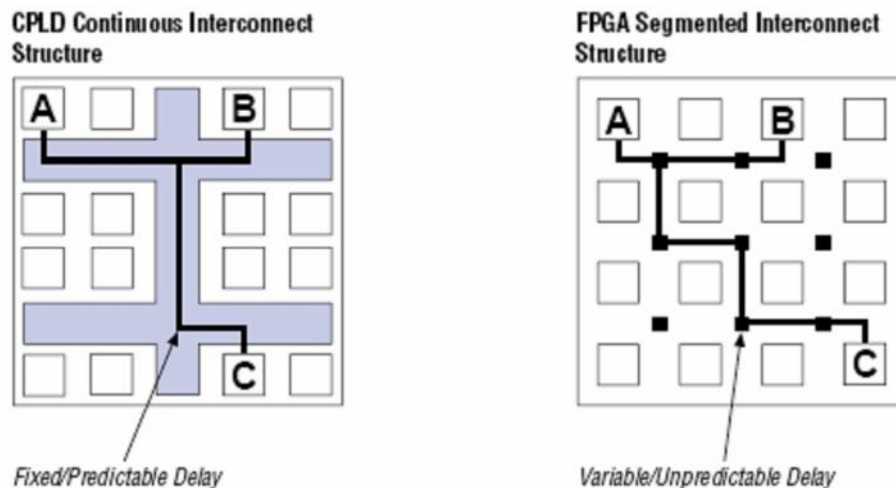 CPLD Continuous Interconnect
Structure
A
B
C
Fixed/Predictable Delay
FPGA Segmented Interconnect
Structure
A
B
C
Variable/Unpredictable Delay